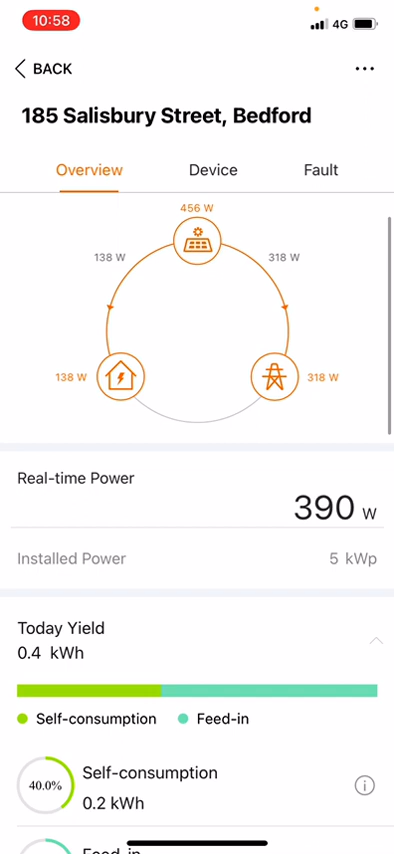 10:58
4G
BACK
185 Salisbury Street, Bedford
Overview Device Fault
456 W
138 W 318 W
138 W 318 W
Real-time Power
390 W
Installed Power 5 kWp
Today Yield
0.4 kWh
Self-consumption Feed-in
40.0% Self-consumption
0.2 kWh
Feed-in